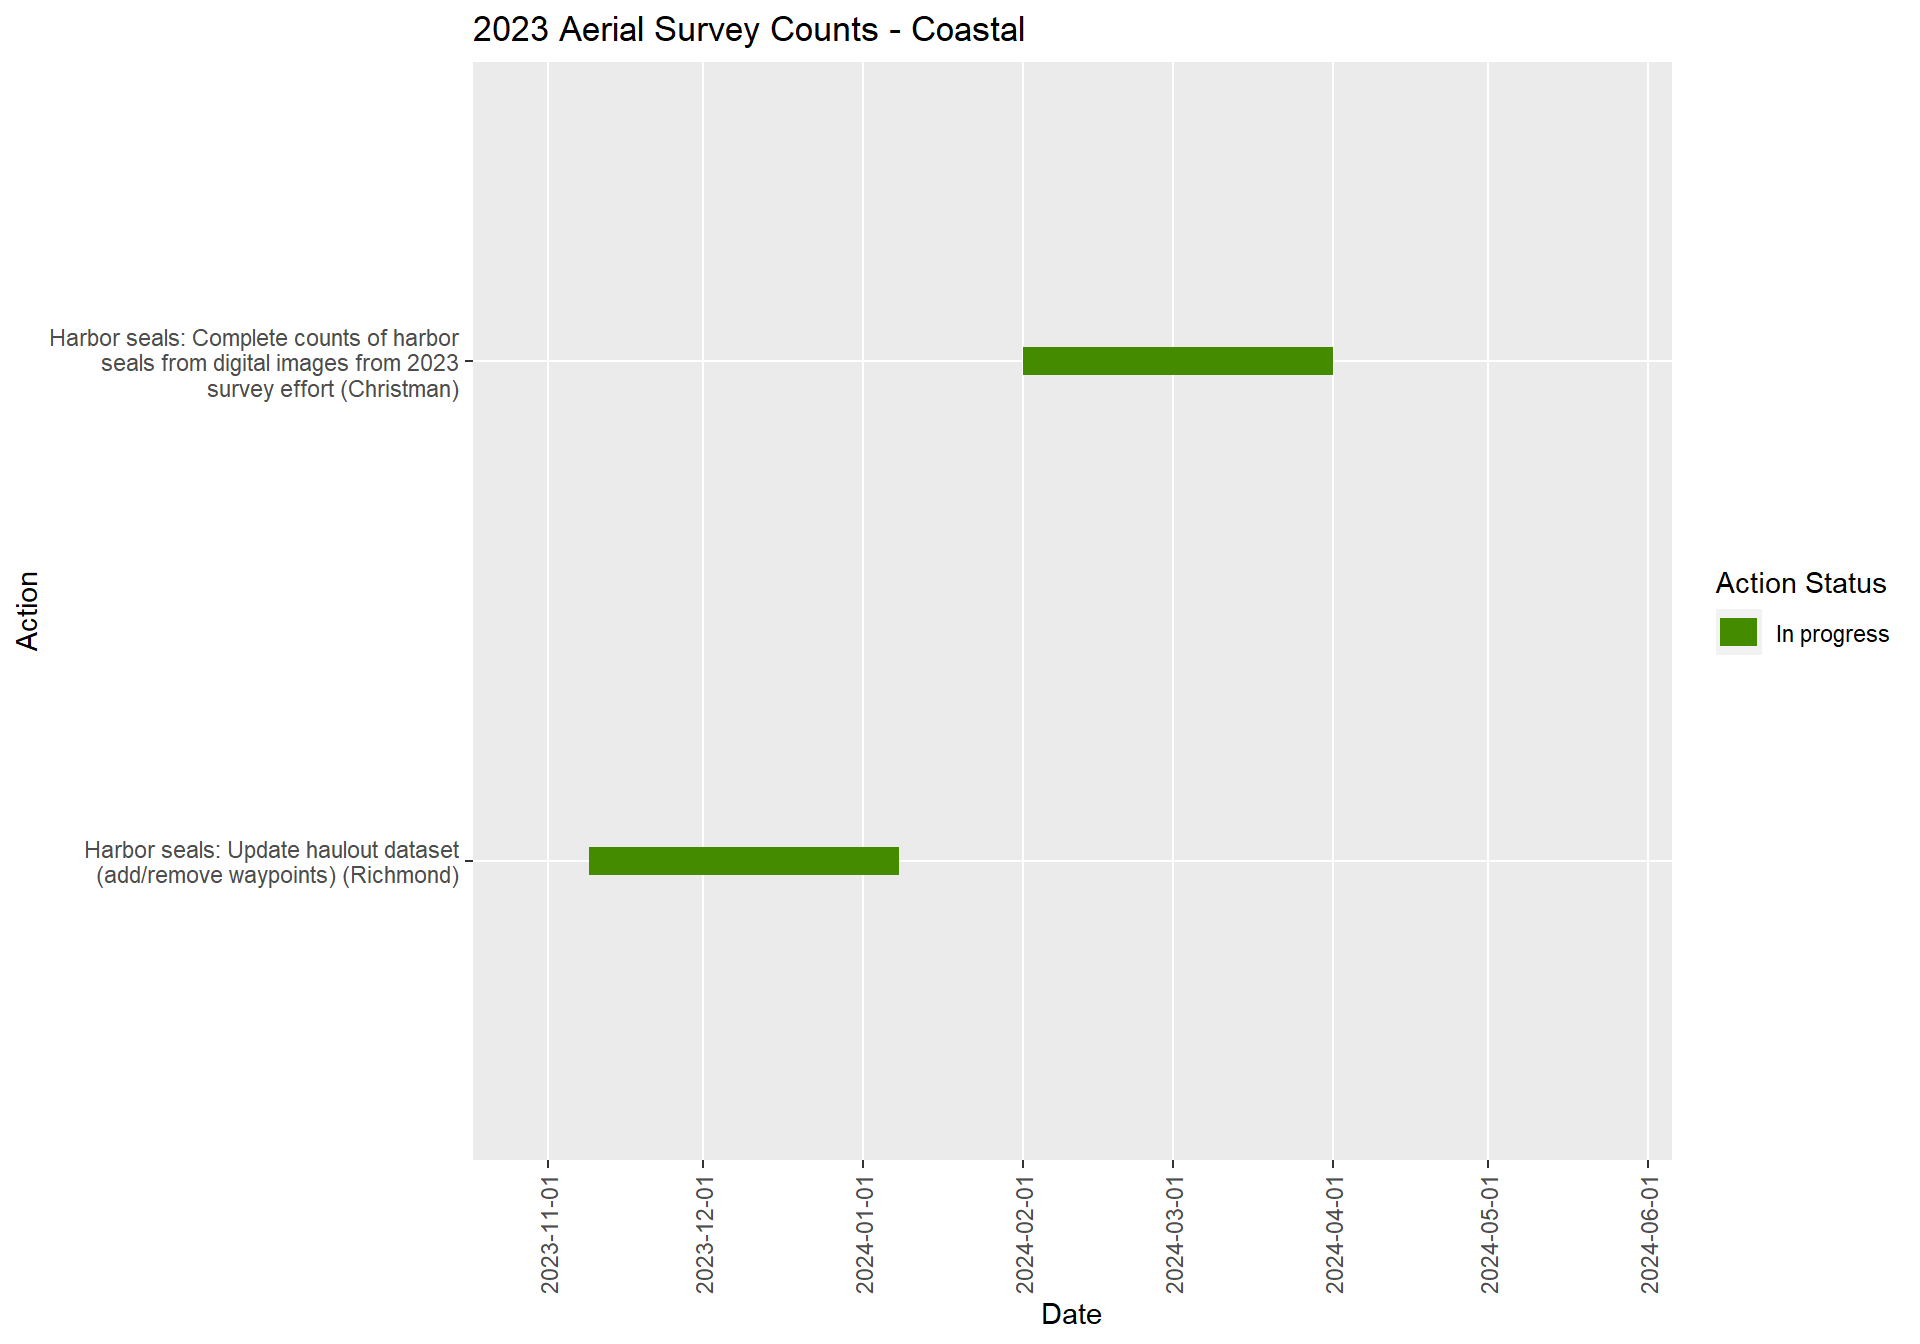 2023 Aerial Survey Counts - Coastal
Harbor seals: Complete counts of harbor
seals from digital images from 2023
survey effort (Christman)
Action
Harbor seals: Update haulout dataset
(add/remove waypoints) (Richmond)
Action Status
In progress
2023-11-01
2023-12-01
2024-01-01
2024-02-01
2024-03-01
2024-04-01
2024-05-01
2024-06-01
Date